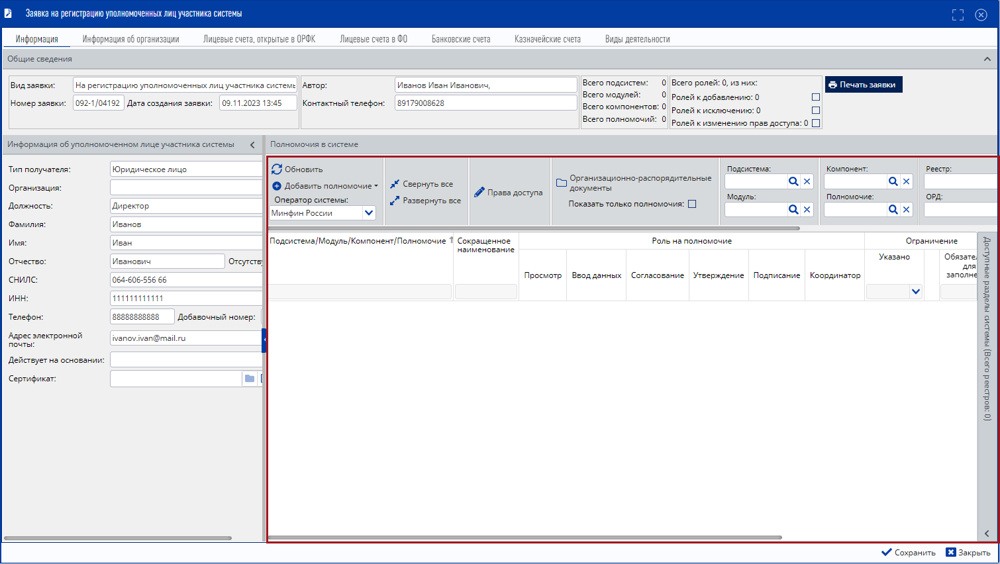 Заявка на регистрацию уполномоченных лиц участника системы
Информация Информация об организации Лицевые счета, открытые в ОРФК Лицевые счета в ФО Банковские счета Казначейские счета Виды деятельности
Общие сведения
Вид заявки: На регистрацию уполномоченных лиц участника системы
Номер заявки: 092-1/04192 Дата создания заявки: 09.11.2023 13:45
Автор: Иванов Иван Иванович,
Контактный телефон: 89179008628
Всего подсистем: 0
Всего модулей: 0
Всего компонентов: 0
Всего полномочий: 0
Всего ролей: 0, из них:
Ролей к добавлению: 0
Ролей к исключению: 0
Ролей к изменению прав доступа: 0
Печать заявки
Информация об уполномоченном лице участника системы
Тип получателя: Юридическое лицо
Организация:
Должность: Директор
Фамилия: Иванов
Имя: Иван
Отчество: Иванович Отсутству
СНИЛС: 064-606-556 66
ИНН: 111111111111
Телефон: 88888888888 Добавочный номер:
Адрес электронной
почты: ivanov.ivan@mail.ru
Действует на основании:
Сертификат:
Полномочия в системе
Обновить
Добавить полномочие
Оператор системы:
Минфин России
Свернуть все
Развернуть все
Права доступа
Организационно-распорядительные
документы
Показать только полномочия:
Подсистема:
Модуль:
Компонент:
Полномочие:
Реестр:
ОРД:
Подсистема/Модуль/Компонент/Полномочие
Сокращенное
наименование
Роль на полномочие
Просмотр Ввод данных Согласование Утверждение Подписание Координатор
Ограничение
Указано
Обязател
для
заполне
Доступные разделы системы (Всего реестров: 0)
Сохранить Закрыть